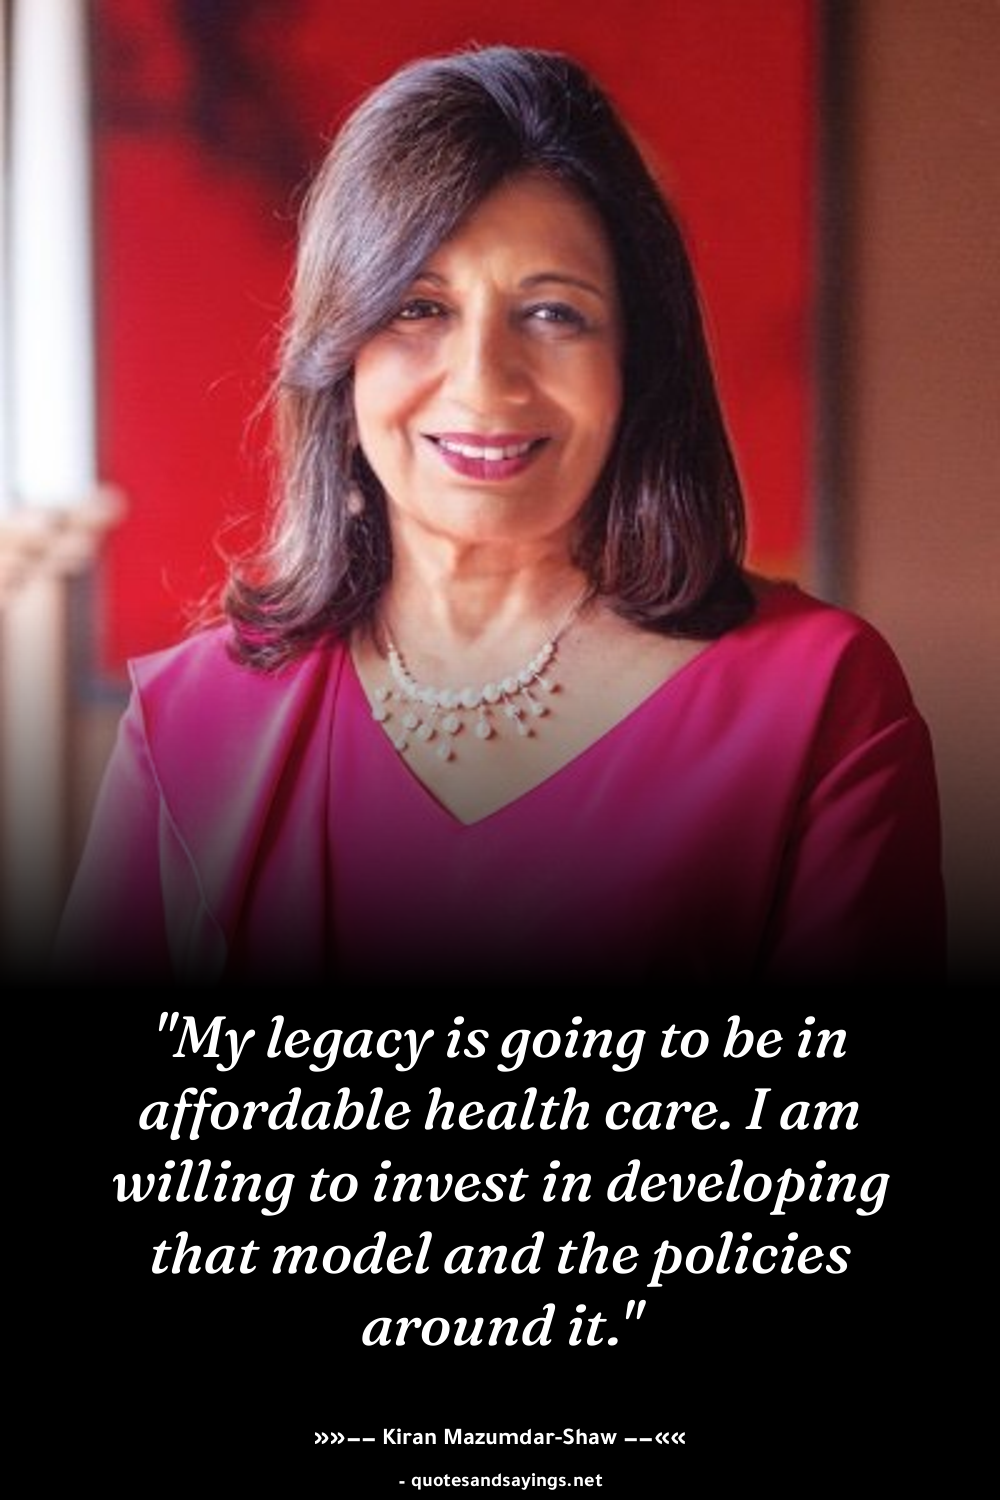 "My legacy is going to be in
affordable health care. I am
willing to invest in developing
that model and the policies
around it."
»»–– Kiran Mazumdar-Shaw ––««
- quotesandsayings.net